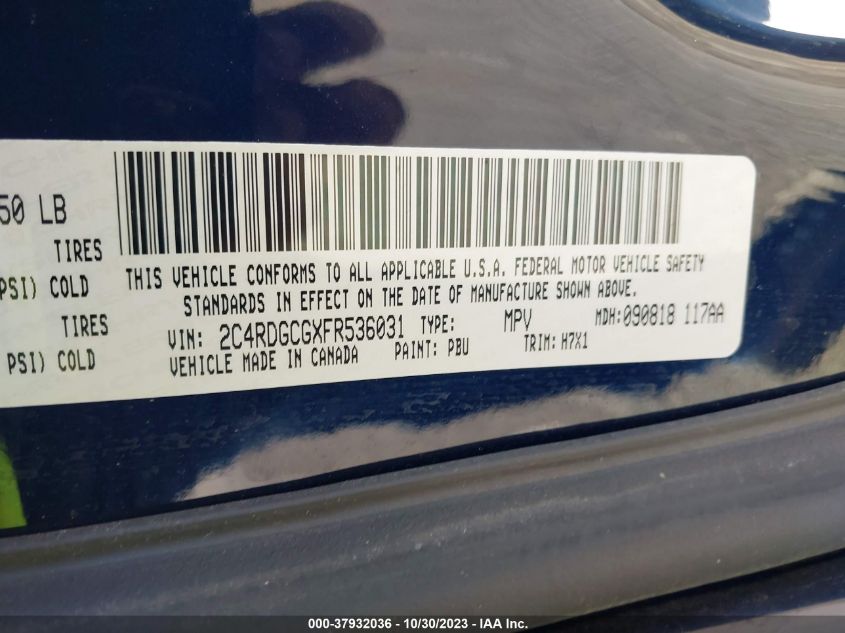 50 LB
TIRES
PSI) COLD
TIRES
PSI) COLD
THIS VEHICLE CONFORMS TO ALL APPLICABLE U.S.A. FEDERAL MOTOR VEHICLE SAFETY
STANDARDS IN EFFECT ON THE DATE OF MANUFACTURE SHOWN ABOVE.
VIN: 2C4RDGCGXFR536031 TYPE: MPV MDH:090818 117AA
VEHICLE MADE IN CANADA PAINT: PBU TRIM: H7X1
000-37932036 - 10/30/2023 - IAA Inc.